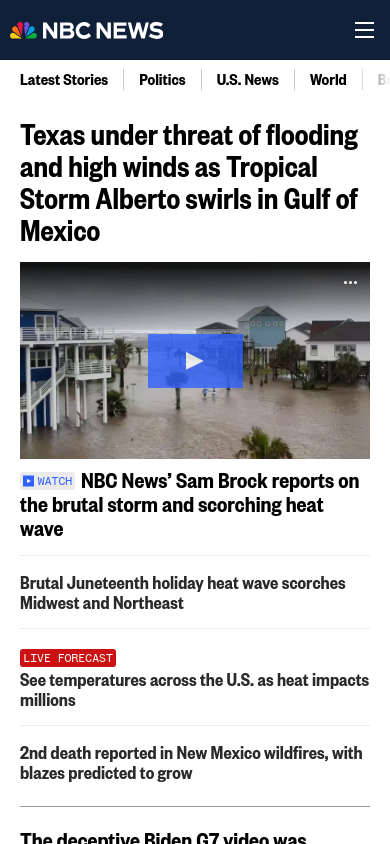 NBC NEWS
Latest Stories
Politics
U.S. News
World
Texas under threat of flooding
and high winds as Tropical
Storm Alberto swirls in Gulf of
Mexico
WATCH NBC News’ Sam Brock reports on
the brutal storm and scorching heat
wave
Brutal Juneteenth holiday heat wave scorches
Midwest and Northeast
LIVE FORECAST
See temperatures across the U.S. as heat impacts
millions
2nd death reported in New Mexico wildfires, with
blazes predicted to grow
The deceptive Biden G7 video was